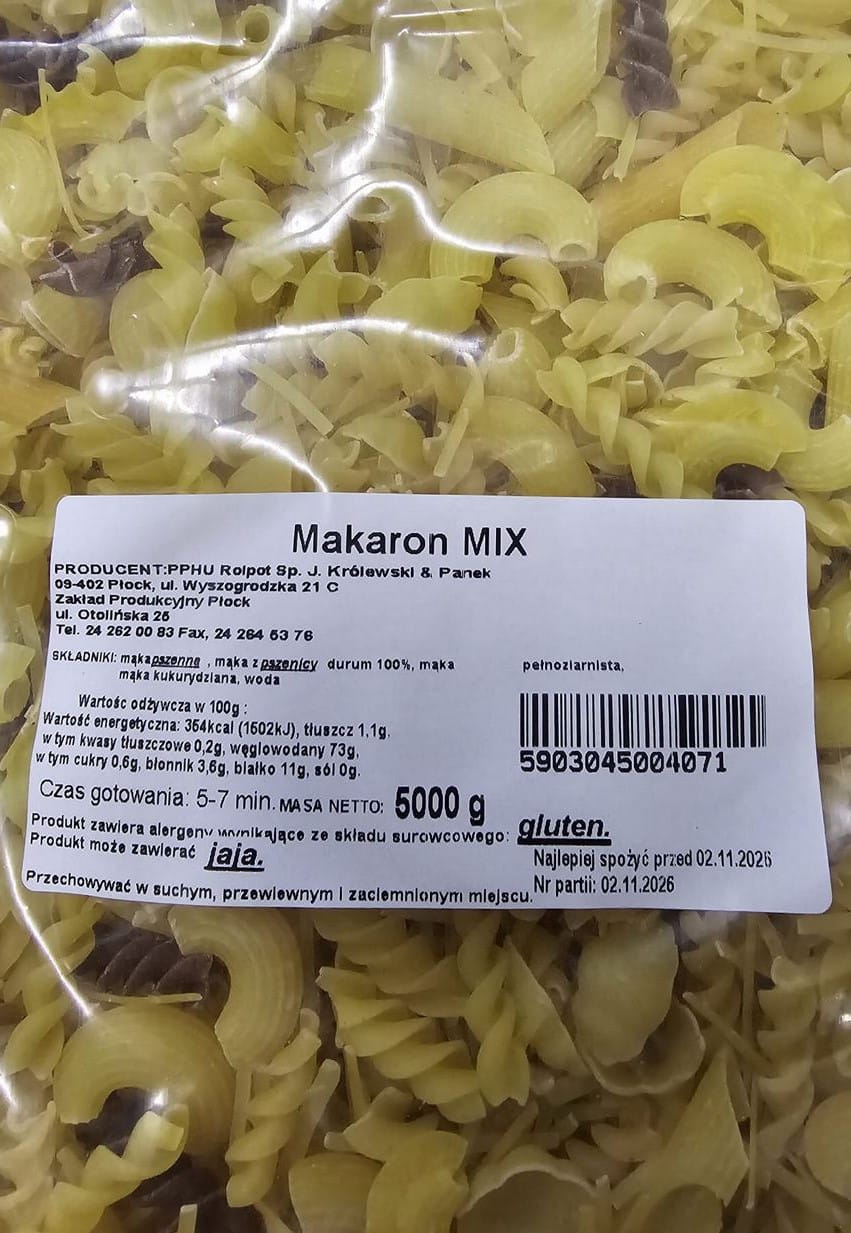 Makaron MIX
PRODUCENT:PPHU Rolpot Sp. J. Królewski & Panek
09-402 Płock, ul. Wyszogrodzka 21 C
Zakład Produkcyjny Płock
ul. Otolińska 25
Tel. 24 262 00 83 Fax, 24 264 53 76
SKŁADNIKI: mąka pszenna , mąka z pszenicy durum 100%, mąka pełnoziarnista,
mąka kukurydziana, woda
Wartośc odżywcza w 100g :
Wartość energetyczna: 354kcal (1502kJ), tłuszcz 1,1g,
w tym kwasy tłuszczowe 0,2g, węglowodany 73g,
w tym cukry 0,6g, błonnik 3,6g, białko 11g, sól 0g.
5903045004071
Czas gotowania: 5-7 min. MASA NETTO: 5000 g
Produkt zawiera alergeny wynikające ze składu surowcowego: gluten.
Produkt może zawierać jaja.
Najlepiej spożyć przed 02.11.2026
Nr partii: 02.11.2026
Przechowywać w suchym, przewiewnym i zaciemnionym miejscu.